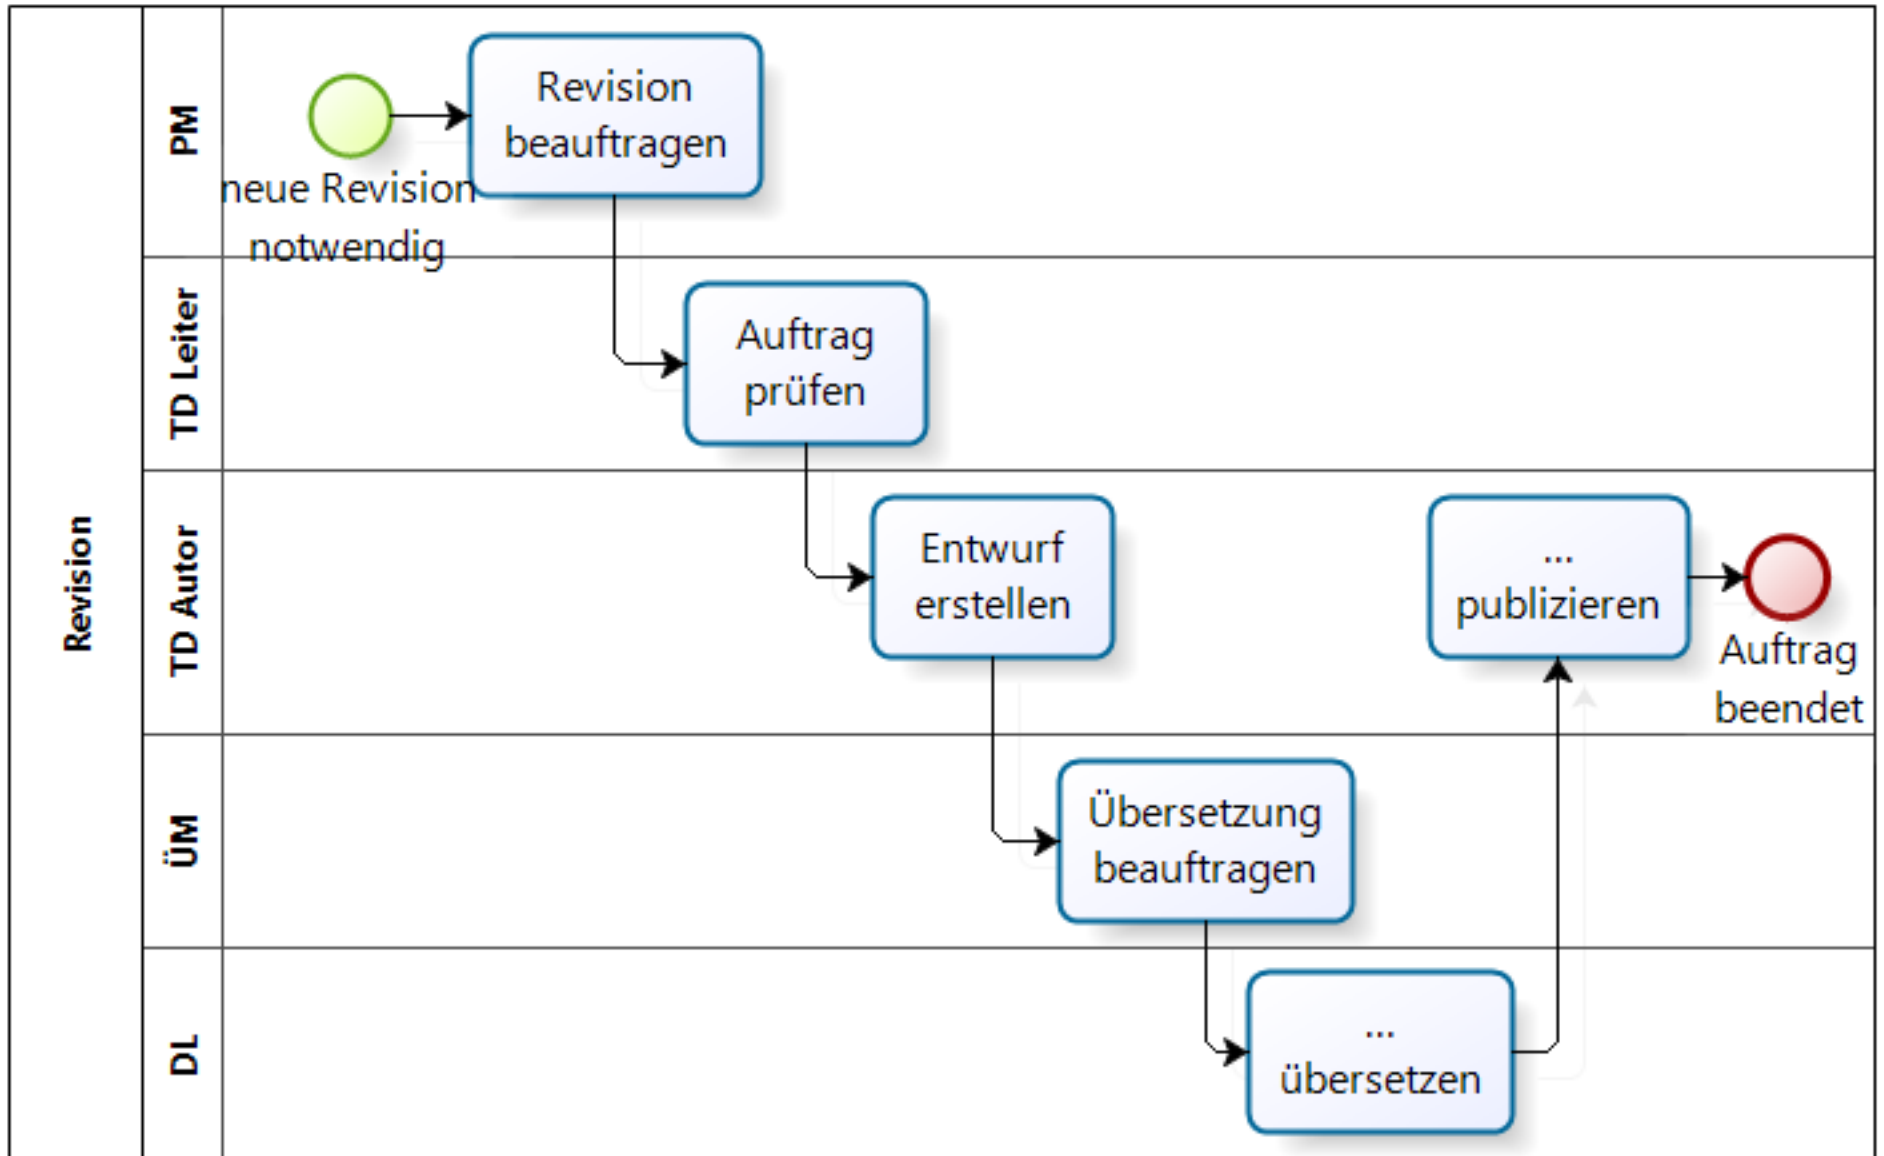 Revision
PM
neue Revision
notwendig
Revision
beauftragen
TD Leiter
Auftrag
prüfen
TD Autor
Entwurf
erstellen
...
publizieren
Auftrag
beendet
ÜM
Übersetzung
beauftragen
DL
...
übersetzen